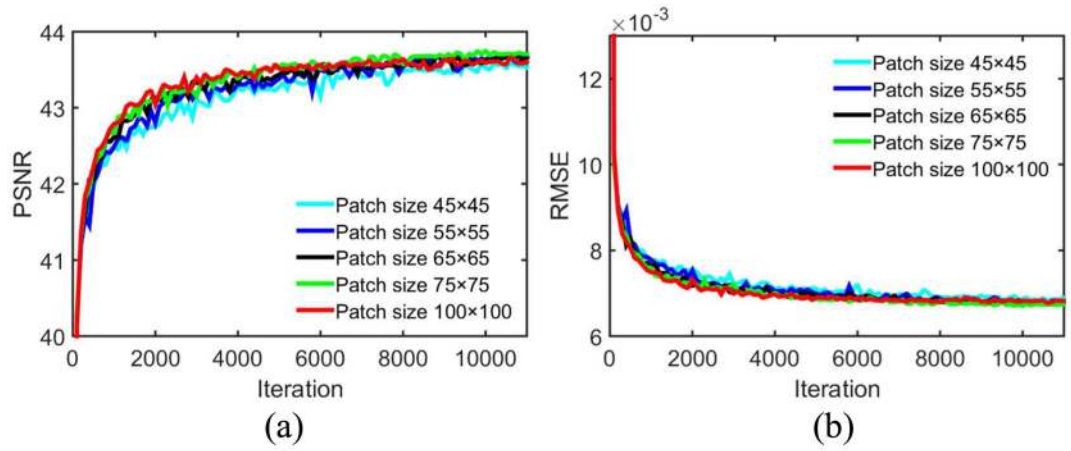 44
43
42
41
40
PSNR
Patch size 45×45
Patch size 55×55
Patch size 65×65
Patch size 75×75
Patch size 100×100
0 2000 4000 6000 8000 10000
Iteration
(a)
×10⁻³
12
10
8
6
RMSE
Patch size 45×45
Patch size 55×55
Patch size 65×65
Patch size 75×75
Patch size 100×100
0 2000 4000 6000 8000 10000
Iteration
(b)